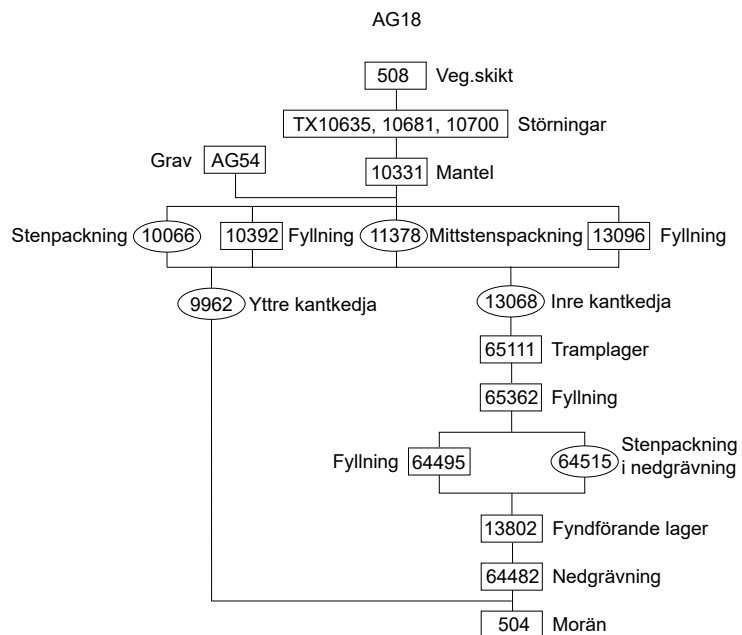 AG18
508 Veg.skikt
TX10635, 10681, 10700 Störningar
Grav AG54
10331 Mantel
Stenpackning 10066 10392 Fyllning 11378 Mittstenspackning 13096 Fyllning
9962 Yttre kantkedja 13068 Inre kantkedja
65111 Tramplager
65362 Fyllning
Fyllning 64495 64515 Stenpackning
i nedgrävning
13802 Fyndförande lager
64482 Nedgrävning
504 Morän